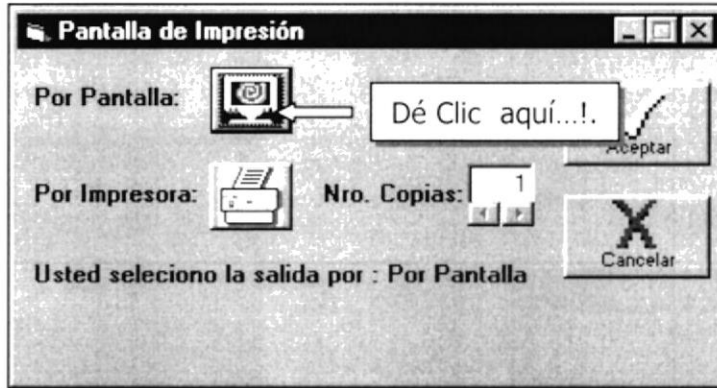 Pantalla de Impresión
Por Pantalla:
Dé Clic aquí...!.
Aceptar
Por Impresora:
Nro. Copias:
1
Cancelar
Usted selecciono la salida por : Por Pantalla